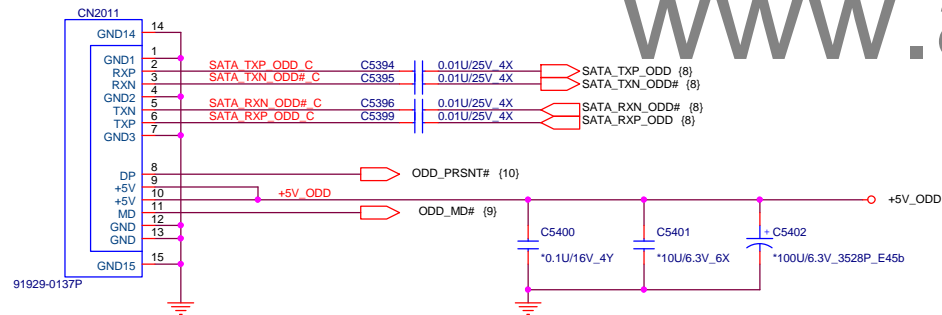 www.a
CN2011
GND14 14
GND1 1
RXP 2 SATA_TXP_ODD_C C5394 0.01U/25V_4X SATA_TXP_ODD {8}
RXN 3 SATA_TXN_ODD#_C C5395 0.01U/25V_4X SATA_TXN_ODD# {8}
GND2 4
TXN 5 SATA_RXN_ODD#_C C5396 0.01U/25V_4X SATA_RXN_ODD# {8}
TXP 6 SATA_RXP_ODD_C C5399 0.01U/25V_4X SATA_RXP_ODD {8}
GND3 7
DP 8 ODD_PRSNT# {10}
+5V 9
+5V 10 +5V_ODD +5V_ODD
MD 11 ODD_MD# {9}
GND 12
GND 13
C5400 C5401 + C5402
*0.1U/16V_4Y *10U/6.3V_6X *100U/6.3V_3528P_E45b
GND15 15
91929-0137P